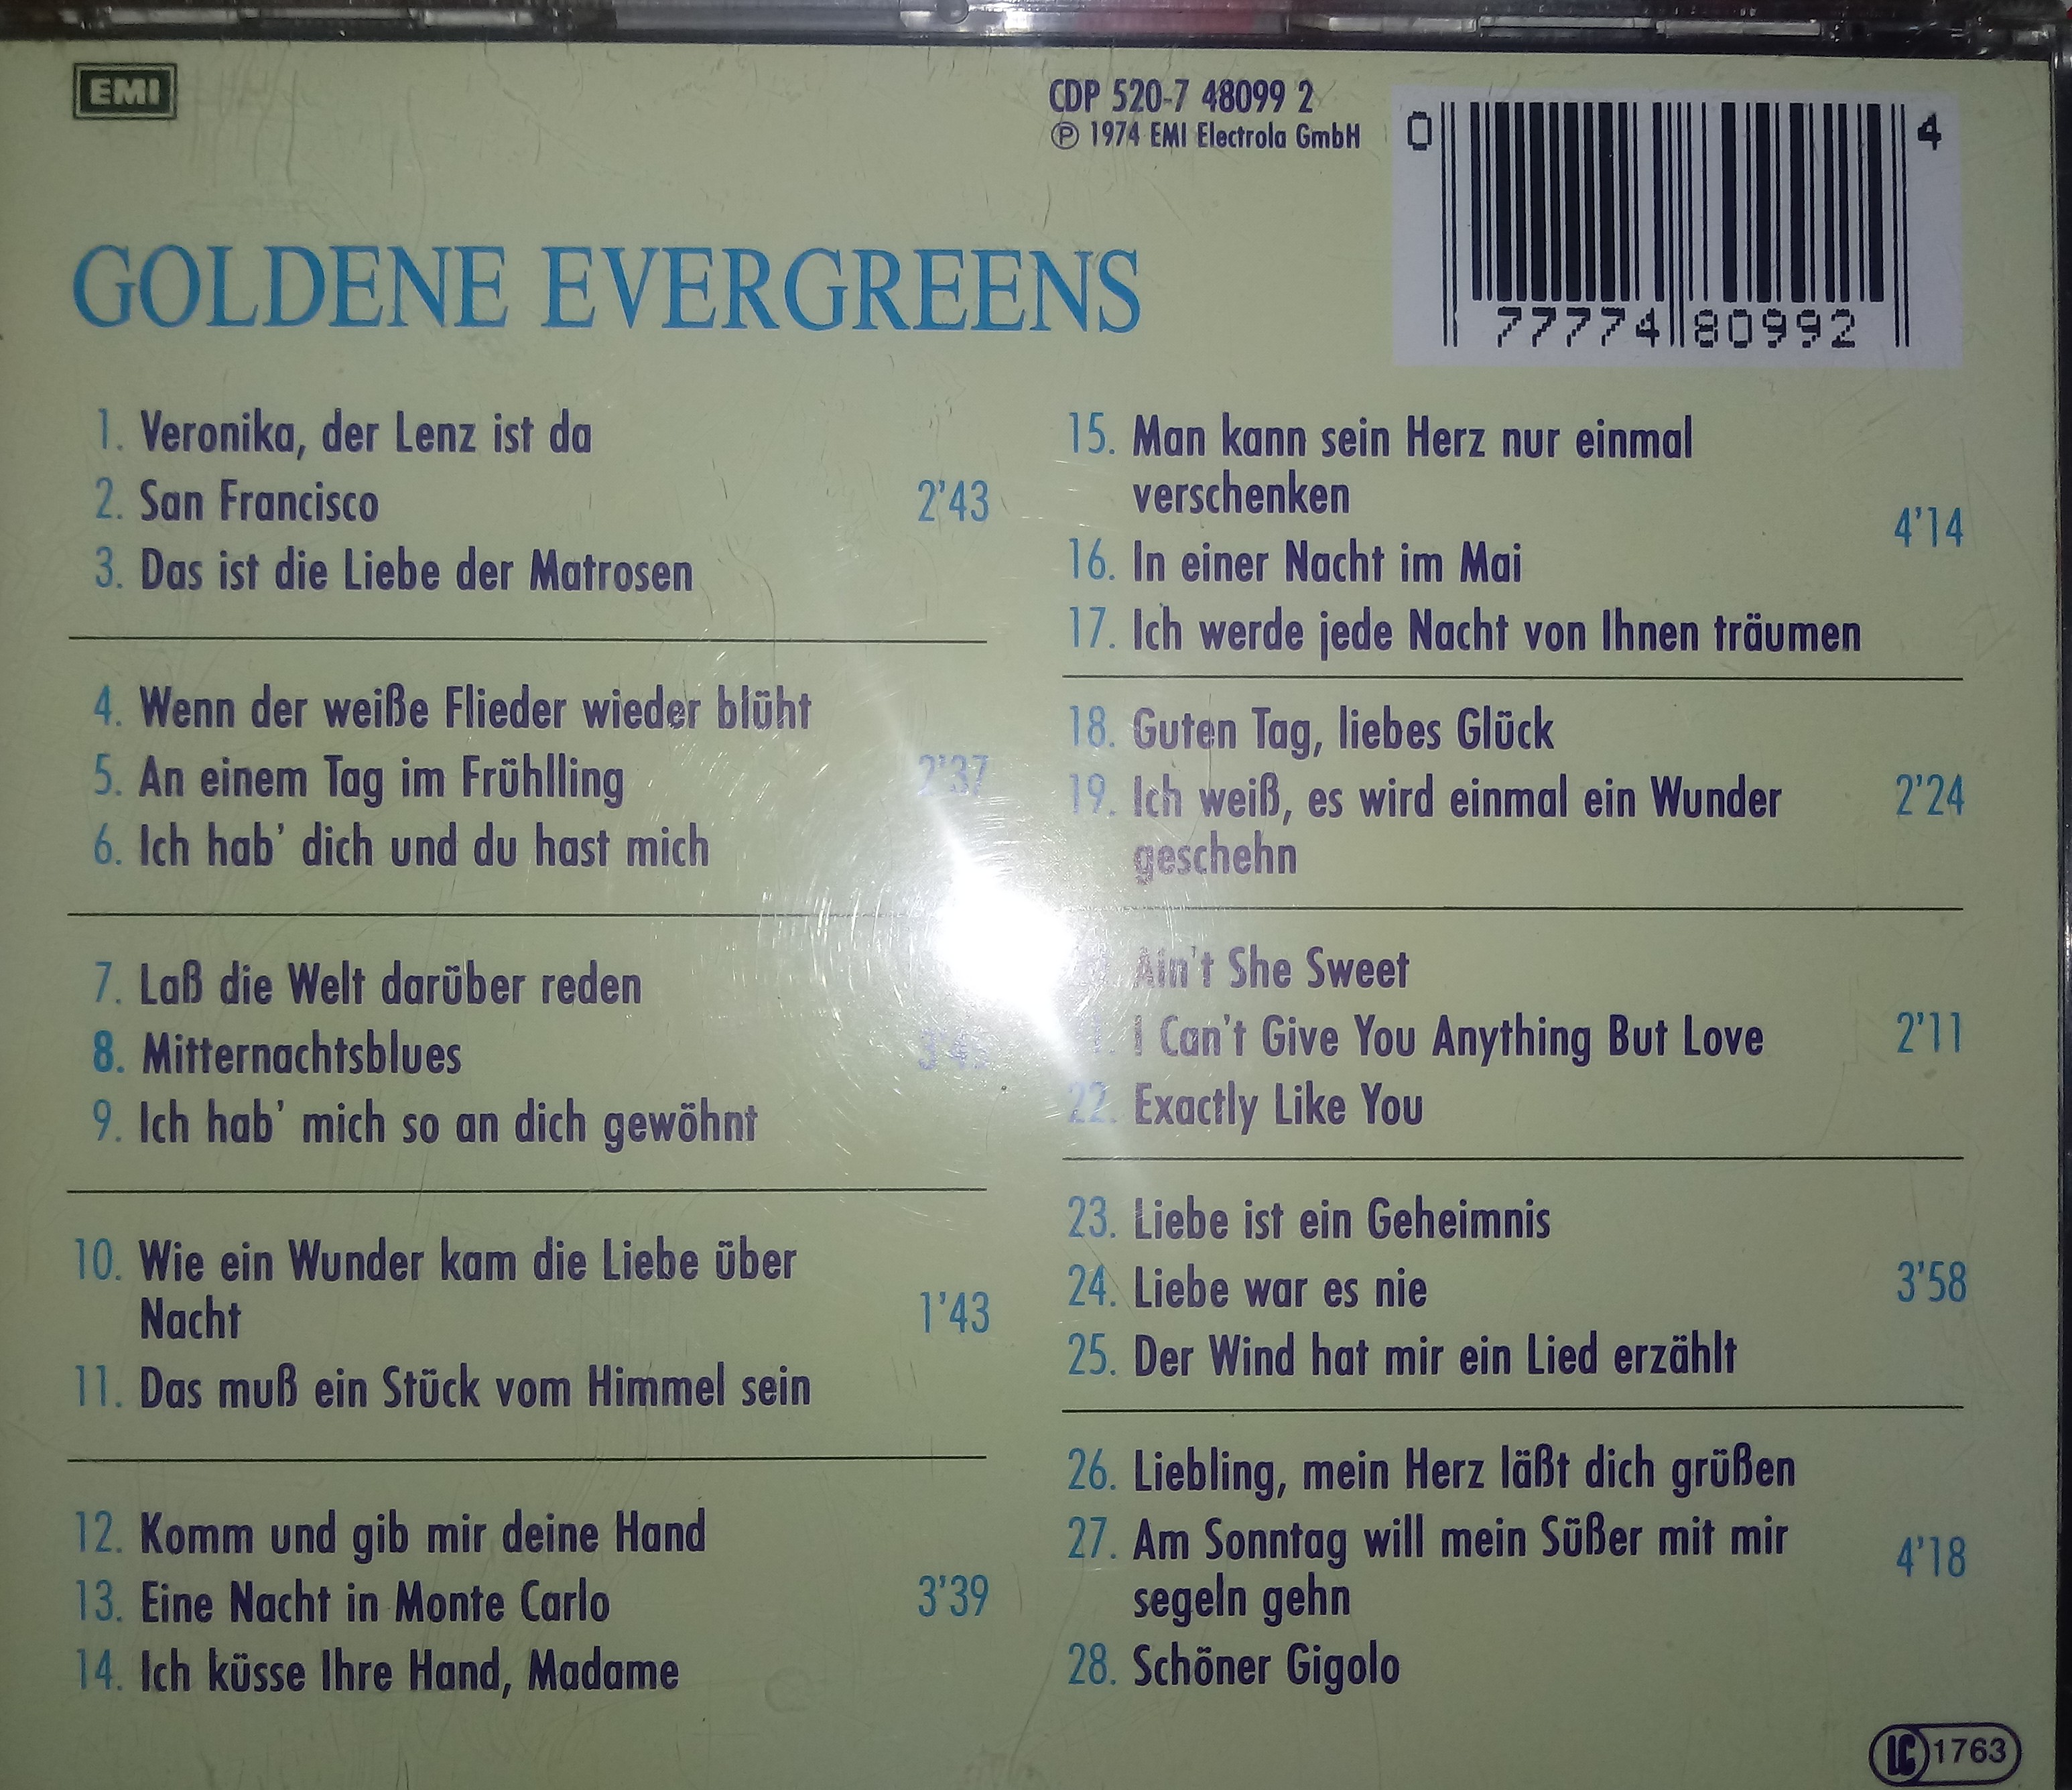 EMI
CDP 520-7 48099 2
℗ 1974 EMI Electrola GmbH
0 77774 80992 4
GOLDENE EVERGREENS
1. Veronika, der Lenz ist da
2. San Francisco 2'43
3. Das ist die Liebe der Matrosen
4. Wenn der weiße Flieder wieder blüht
5. An einem Tag im Frühlling 2'37
6. Ich hab' dich und du hast mich
7. Laß die Welt darüber reden
8. Mitternachtsblues
9. Ich hab' mich so an dich gewöhnt
10. Wie ein Wunder kam die Liebe über
Nacht 1'43
11. Das muß ein Stück vom Himmel sein
12. Komm und gib mir deine Hand
13. Eine Nacht in Monte Carlo 3'39
14. Ich küsse Ihre Hand, Madame
15. Man kann sein Herz nur einmal
verschenken 4'14
16. In einer Nacht im Mai
17. Ich werde jede Nacht von Ihnen träumen
18. Guten Tag, liebes Glück
19. Ich weiß, es wird einmal ein Wunder 2'24
geschehn
Ain't She Sweet
I Can't Give You Anything But Love 2'11
22. Exactly Like You
23. Liebe ist ein Geheimnis
24. Liebe war es nie 3'58
25. Der Wind hat mir ein Lied erzählt
26. Liebling, mein Herz läßt dich grüßen
27. Am Sonntag will mein Süßer mit mir 4'18
segeln gehn
28. Schöner Gigolo
LC 1763